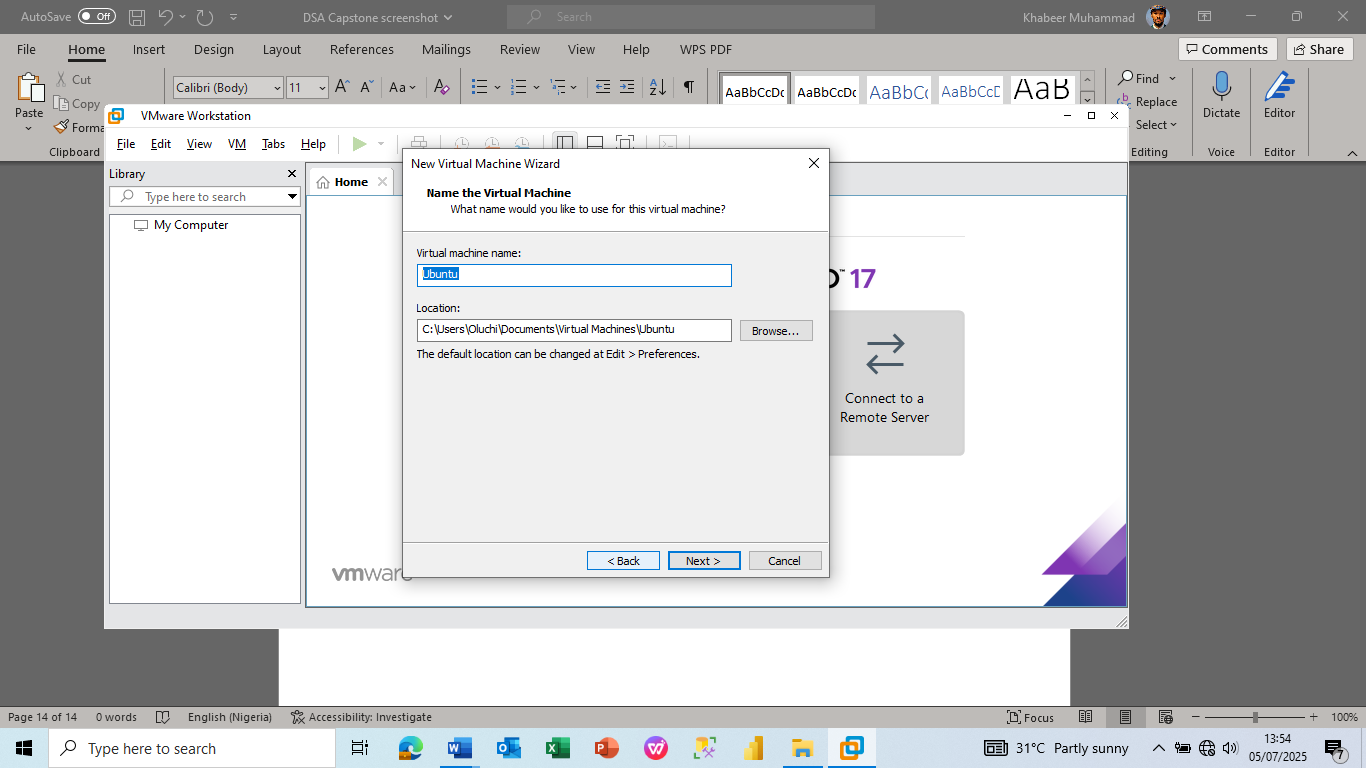 AutoSave Off DSA Capstone screenshot Search Khabeer Muhammad
File Home Insert Design Layout References Mailings Review View Help WPS PDF Comments Share
Paste Cut Calibri (Body) 11 Aa AaBbCcDc AaBbCcDc AaBbCc AaBbCcD AaB Find Dictate Editor
Copy Replace
Forma Select
Clipboard Editing Voice Editor
VMware Workstation
File Edit View VM Tabs Help
Library
Type here to search
My Computer
Home
New Virtual Machine Wizard
Name the Virtual Machine
What name would you like to use for this virtual machine?
Virtual machine name:
Ubuntu
Location:
C:\Users\Oluchi\Documents\Virtual Machines\Ubuntu
Browse...
The default location can be changed at Edit > Preferences.
< Back Next > Cancel
™ 17
Connect to a
Remote Server
vmware
Page 14 of 14 0 words English (Nigeria) Accessibility: Investigate Focus 100%
Type here to search 31°C Partly sunny 13:54
05/07/2025 7